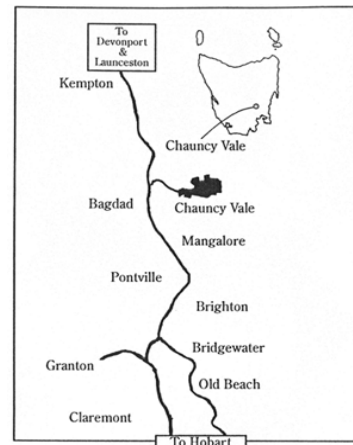 To
Devonport
&
Launceston
Kempton
Chauncy Vale
Bagdad
Chauncy Vale
Mangalore
Pontville
Brighton
Bridgewater
Granton
Old Beach
Claremont
To Hobart